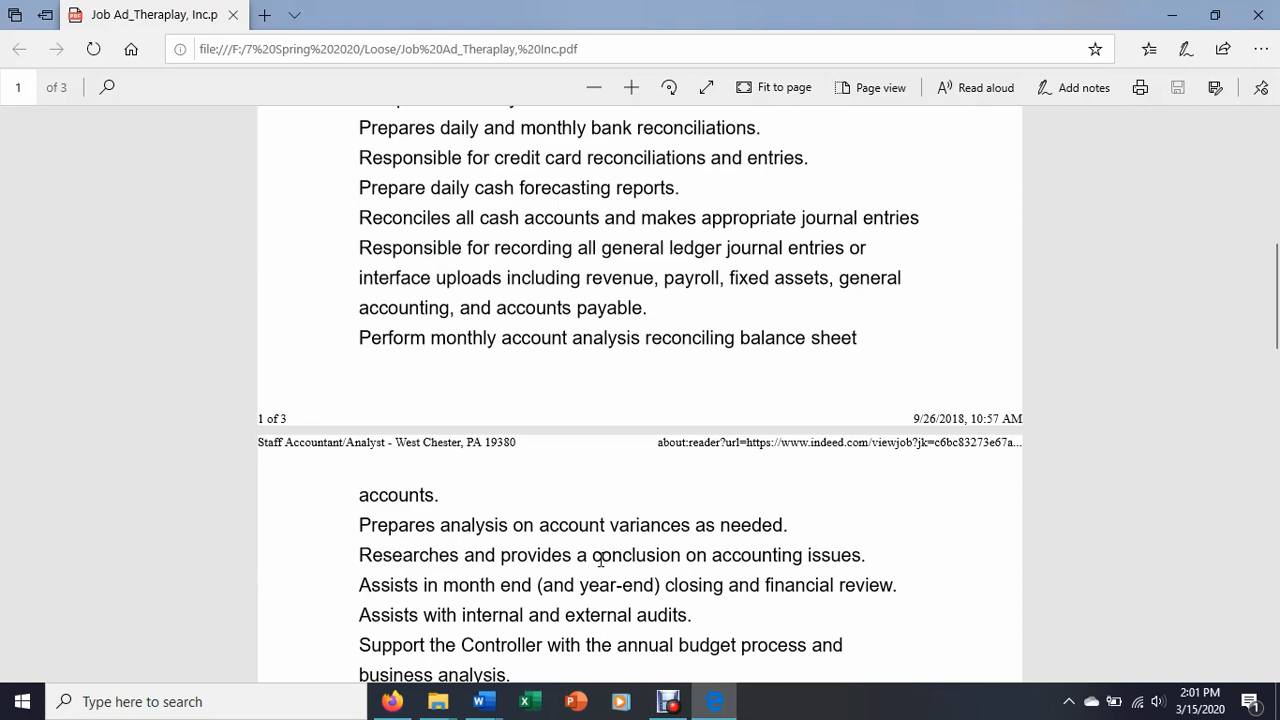 Job Ad_Theraplay, Inc.p
file:///F:/7%20Spring%202020/Loose/Job%20Ad_Theraplay,%20Inc.pdf
1 of 3 Fit to page Page view Read aloud Add notes
Prepares daily and monthly bank reconciliations.
Responsible for credit card reconciliations and entries.
Prepare daily cash forecasting reports.
Reconciles all cash accounts and makes appropriate journal entries
Responsible for recording all general ledger journal entries or
interface uploads including revenue, payroll, fixed assets, general
accounting, and accounts payable.
Perform monthly account analysis reconciling balance sheet
1 of 3 9/26/2018, 10:57 AM
Staff Accountant/Analyst - West Chester, PA 19380 about:reader?url=https://www.indeed.com/viewjob?jk=c6bc83273e67a...
accounts.
Prepares analysis on account variances as needed.
Researches and provides a conclusion on accounting issues.
Assists in month end (and year-end) closing and financial review.
Assists with internal and external audits.
Support the Controller with the annual budget process and
business analysis.
Type here to search
2:01 PM
3/15/2020